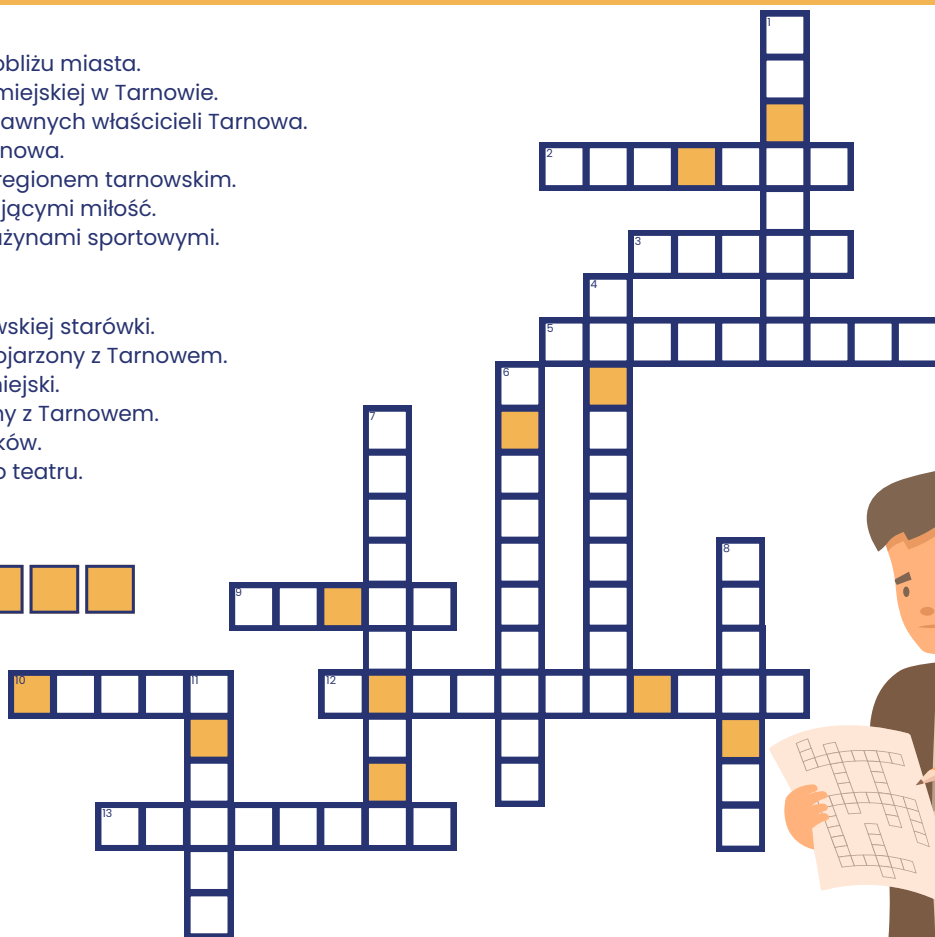 obliżu miasta.
miejskiej w Tarnowie.
awnych właścicieli Tarnowa.
nowa.
regionem tarnowskim.
jącymi miłość.
użynami sportowymi.
wskiej starówki.
ojarzony z Tarnowem.
niejski.
ny z Tarnowem.
ków.
o teatru.
1
2
3
4
5
6
7
8
9
10
11
12
13